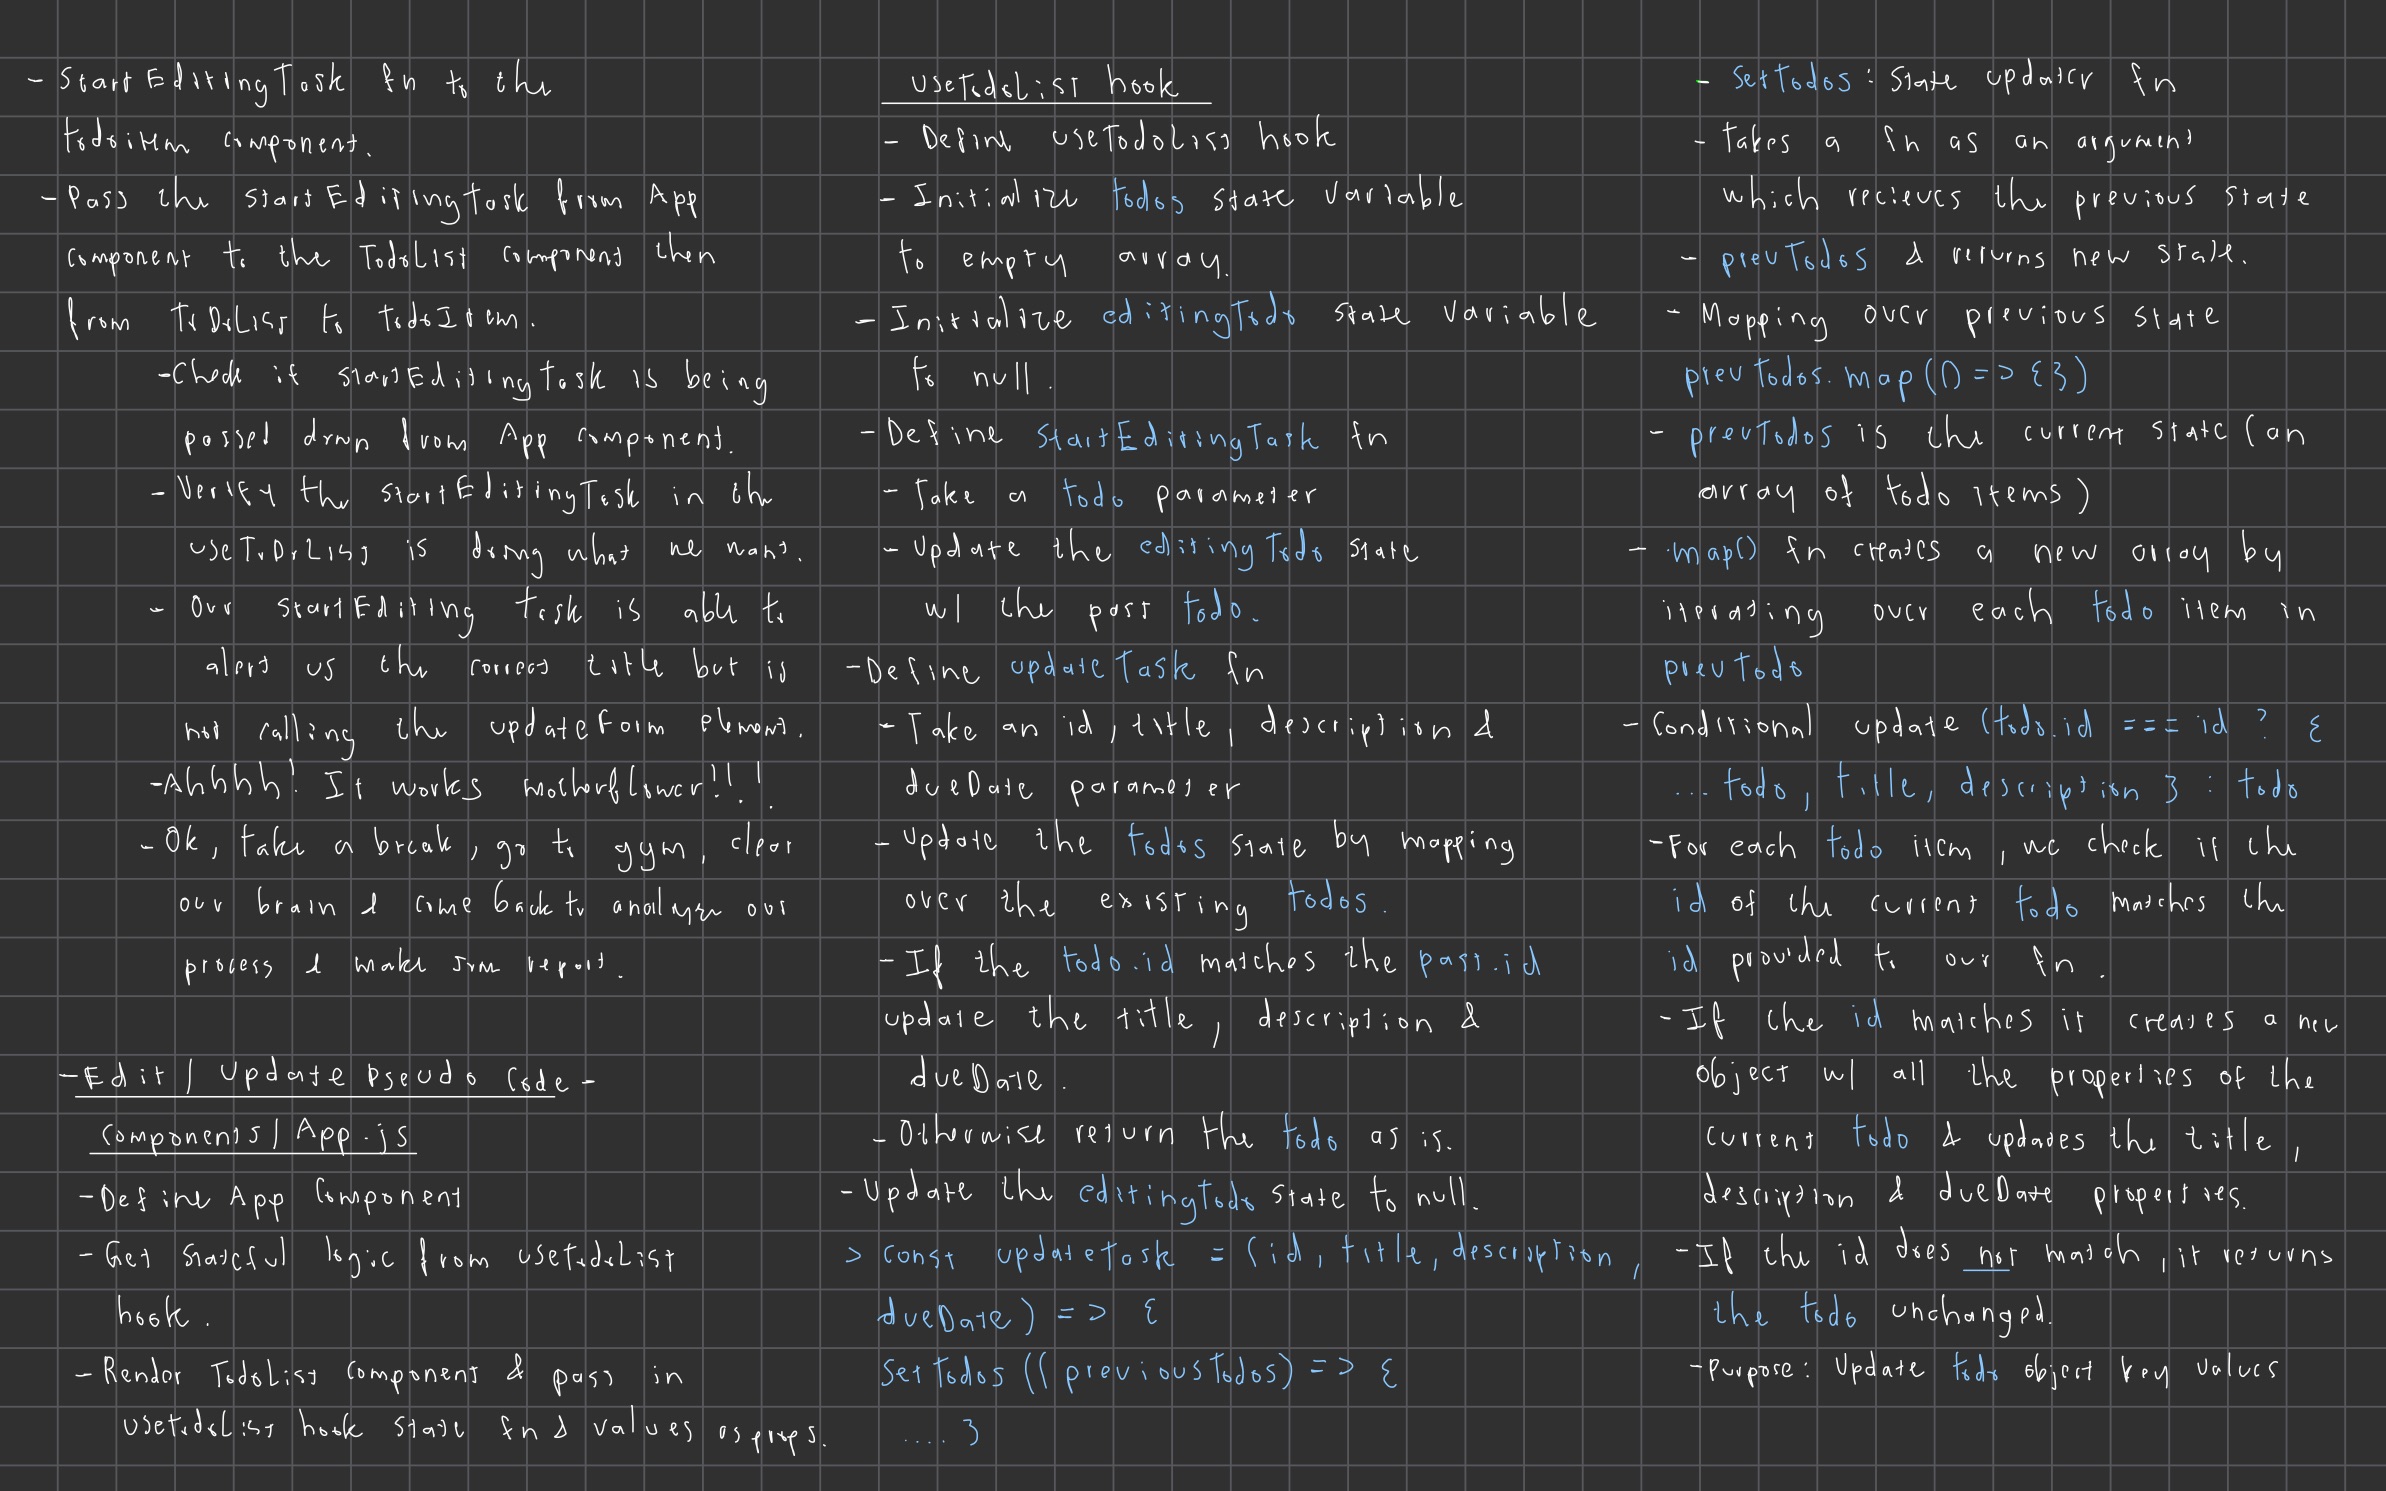 - StartEditingTask fn to the
todoitem component.
- Pass the startEditingTask from App
component to the TodoList component then
from ToDoList to todoItem.
- Check if startEditingTask is being
passed down from App component.
- Verify the startEditingTask in the
useToDoList is doing what we want.
- Our startEditing task is able to
alert us the correct title but is
not calling the updateForm element.
- Ahhhh! It works motherflower!!!
- Ok, take a break, go to gym, clear
our brain & come back to analyze our
process & make some report.
- Edit / Update Pseudo Code -
Components / App.js
- Define App Component
- Get stateful logic from usetodoList
hook.
- Render TodoList component & pass in
usetodoList hook state fn & values as props.
useTodoList hook
- Define useTodoList hook
- Initialize todos state variable
to empty array.
- Initialize editingTodo state variable
to null.
- Define startEditingTask fn
- Take a todo parameter
- Update the editingTodo state
w/ the past todo.
- Define updateTask fn
- Take an id, title, description &
dueDate parameter
- Update the todos state by mapping
over the existing todos.
- If the todo.id matches the past.id
update the title, description &
dueDate.
- Otherwise return the todo as is.
- Update the editingTodo state to null.
> const updateTask = (id, title, description,
dueDate) => {
SetTodos ((previousTodos) => {
.... }
- SetTodos : State updater fn
- Takes a fn as an argument
which recieves the previous state
- prevTodos & returns new state.
- Mapping over previous state
prevTodos.map(() => {})
- prevTodos is the current state (an
array of todo items)
- .map() fn creates a new array by
iterating over each todo item in
prevTodo
- Conditional update (todo.id === id ? {
... todo, title, description } : todo
- For each todo item, we check if the
id of the current todo matches the
id provided to our fn.
- If the id matches it creates a new
object w/ all the properties of the
current todo & updates the title,
description & dueDate properties.
- If the id does not match, it returns
the todo unchanged.
- Purpose: Update todo object key values